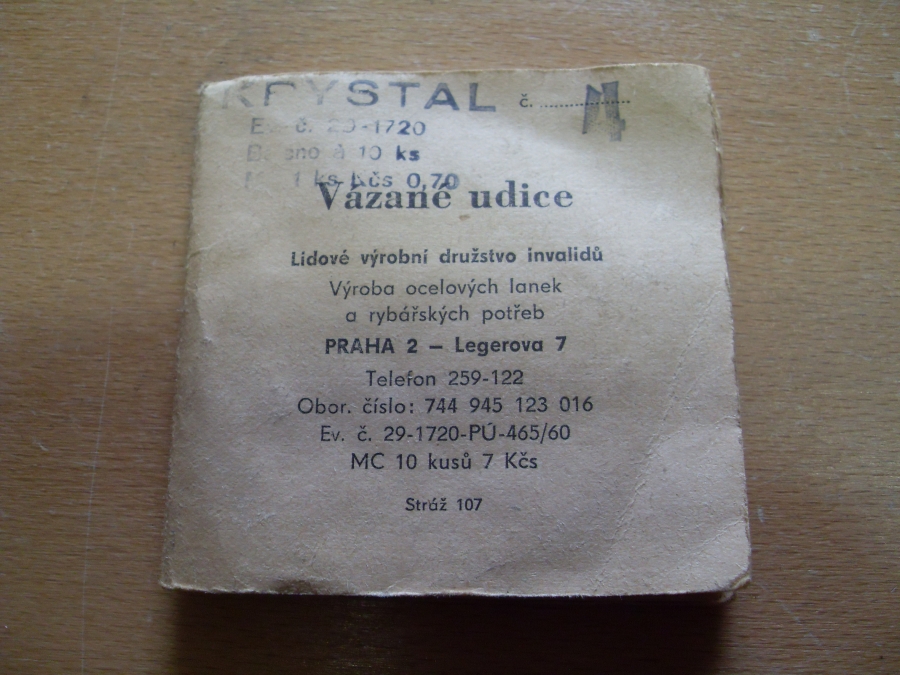 KRYSTAL č. 4
Ev. č. 29-1720
Baleno à 10 ks
1 ks Kčs 0,70
Vázané udice
Lidové výrobní družstvo invalidů
Výroba ocelových lanek
a rybářských potřeb
PRAHA 2 – Legerova 7
Telefon 259-122
Obor. číslo: 744 945 123 016
Ev. č. 29-1720-PÚ-465/60
MC 10 kusů 7 Kčs
Stráž 107